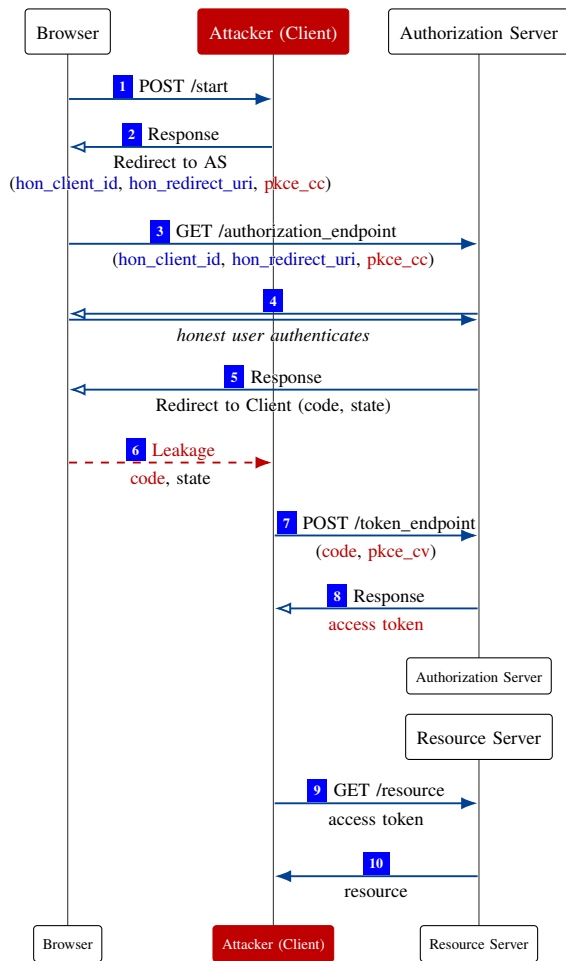 Browser
Attacker (Client)
Authorization Server
1 POST /start
2 Response
Redirect to AS
(hon_client_id, hon_redirect_uri, pkce_cc)
3 GET /authorization_endpoint
(hon_client_id, hon_redirect_uri, pkce_cc)
4
honest user authenticates
5 Response
Redirect to Client (code, state)
6 Leakage
code, state
7 POST /token_endpoint
(code, pkce_cv)
8 Response
access token
Authorization Server
Resource Server
9 GET /resource
access token
10
resource
Browser
Attacker (Client)
Resource Server